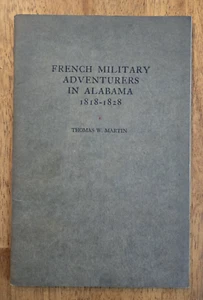 FRENCH MILITARY
ADVENTURERS
IN ALABAMA
1818-1828
THOMAS W. MARTIN